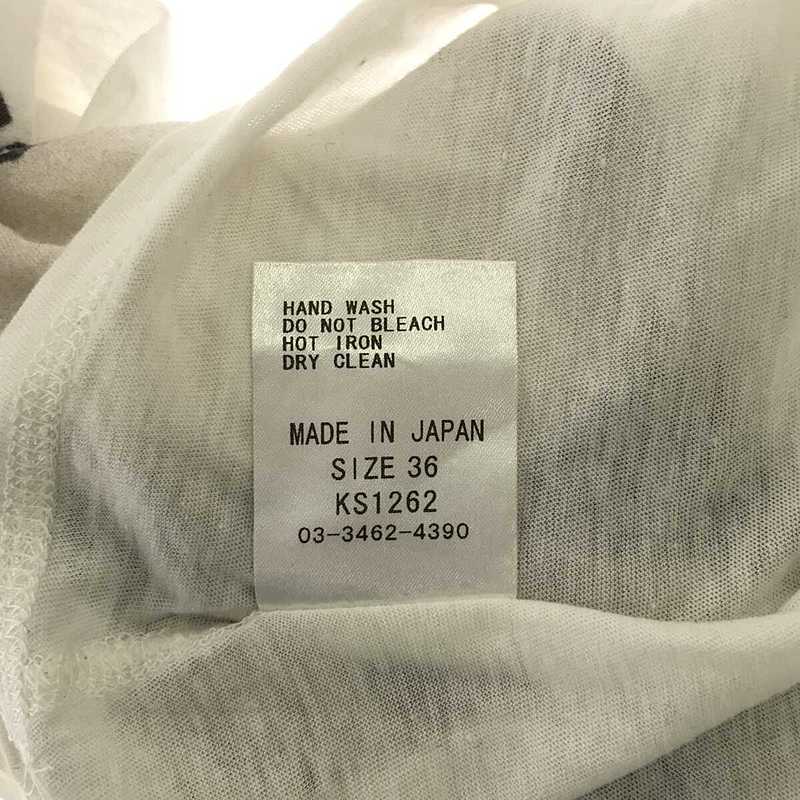 HAND WASH
DO NOT BLEACH
HOT IRON
DRY CLEAN
MADE IN JAPAN
SIZE 36
KS1262
03-3462-4390